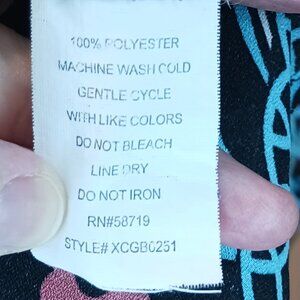 100% POLYESTER
MACHINE WASH COLD
GENTLE CYCLE
WITH LIKE COLORS
DO NOT BLEACH
LINE DRY
DO NOT IRON
RN#58719
STYLE# XCGB0251